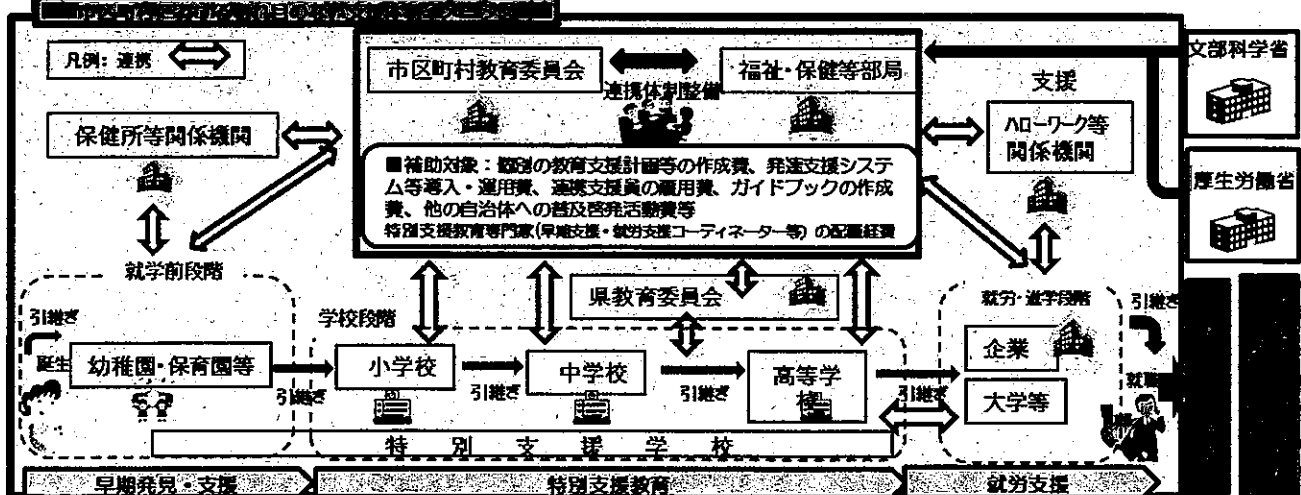 凡例：連携
市区町村教育委員会
福祉・保健等部局
連携体制整備
文部科学省
支援
保健所等関係機関
ハローワーク等
関係機関
■補助対象：個別の教育支援計画等の作成費、発達支援システ
ム等導入・運用費、連携支援員の雇用費、ガイドブックの作成
費、他の自治体への普及啓発活動費等
特別支援教育専門家(早期支援・就労支援コーディネーター等)の配置経費
厚生労働省
就学前段階
県教育委員会
学校段階
就労・進学段階
引継ぎ
引継ぎ
誕生
幼稚園・保育園等
引継ぎ
小学校
引継ぎ
中学校
引継ぎ
高等学
校
引継ぎ
企業
大学等
就職
特別支援学校
早期発見・支援
特別支援教育
就労支援